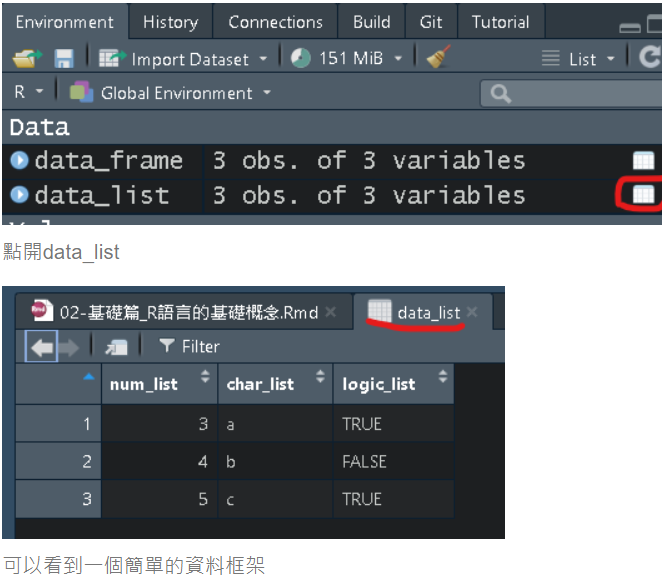 Environment History Connections Build Git Tutorial
Import Dataset 151 MiB List
R Global Environment
Data
data_frame 3 obs. of 3 variables
data_list 3 obs. of 3 variables
點開data_list
02-基礎篇_R語言的基礎概念.Rmd data_list
Filter
num_list char_list logic_list
1 3 a TRUE
2 4 b FALSE
3 5 c TRUE
可以看到一個簡單的資料框架